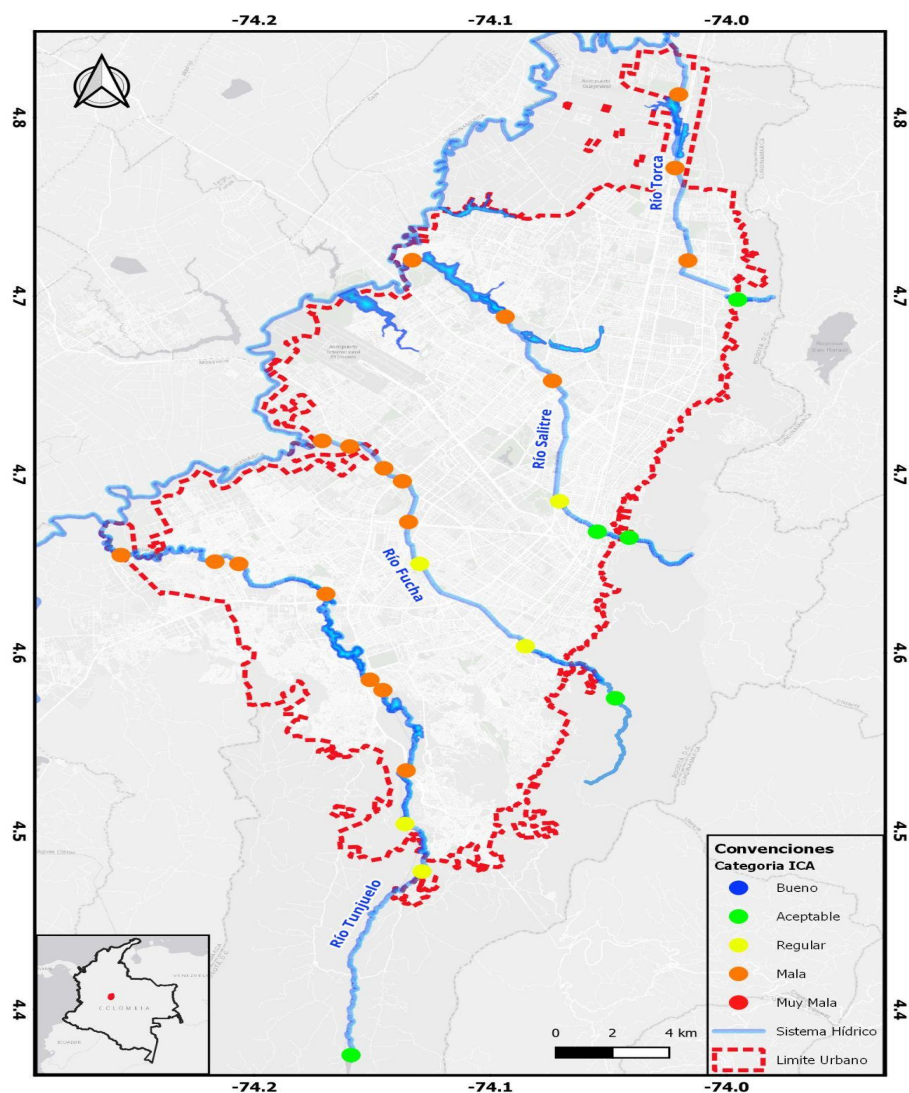 -74.2
-74.1
-74.0
4.8
4.8
Río Torca
4.7
4.7
Río Salitre
4.7
4.7
Río Fucha
4.6
4.6
4.5
4.5
Río Tunjuelo
4.4
4.4
Convenciones
Categoria ICA
Bueno
Aceptable
Regular
Mala
Muy Mala
Sistema Hídrico
Limite Urbano
COLOMBIA
ECUADOR
0 2 4 km
-74.2
-74.1
-74.0